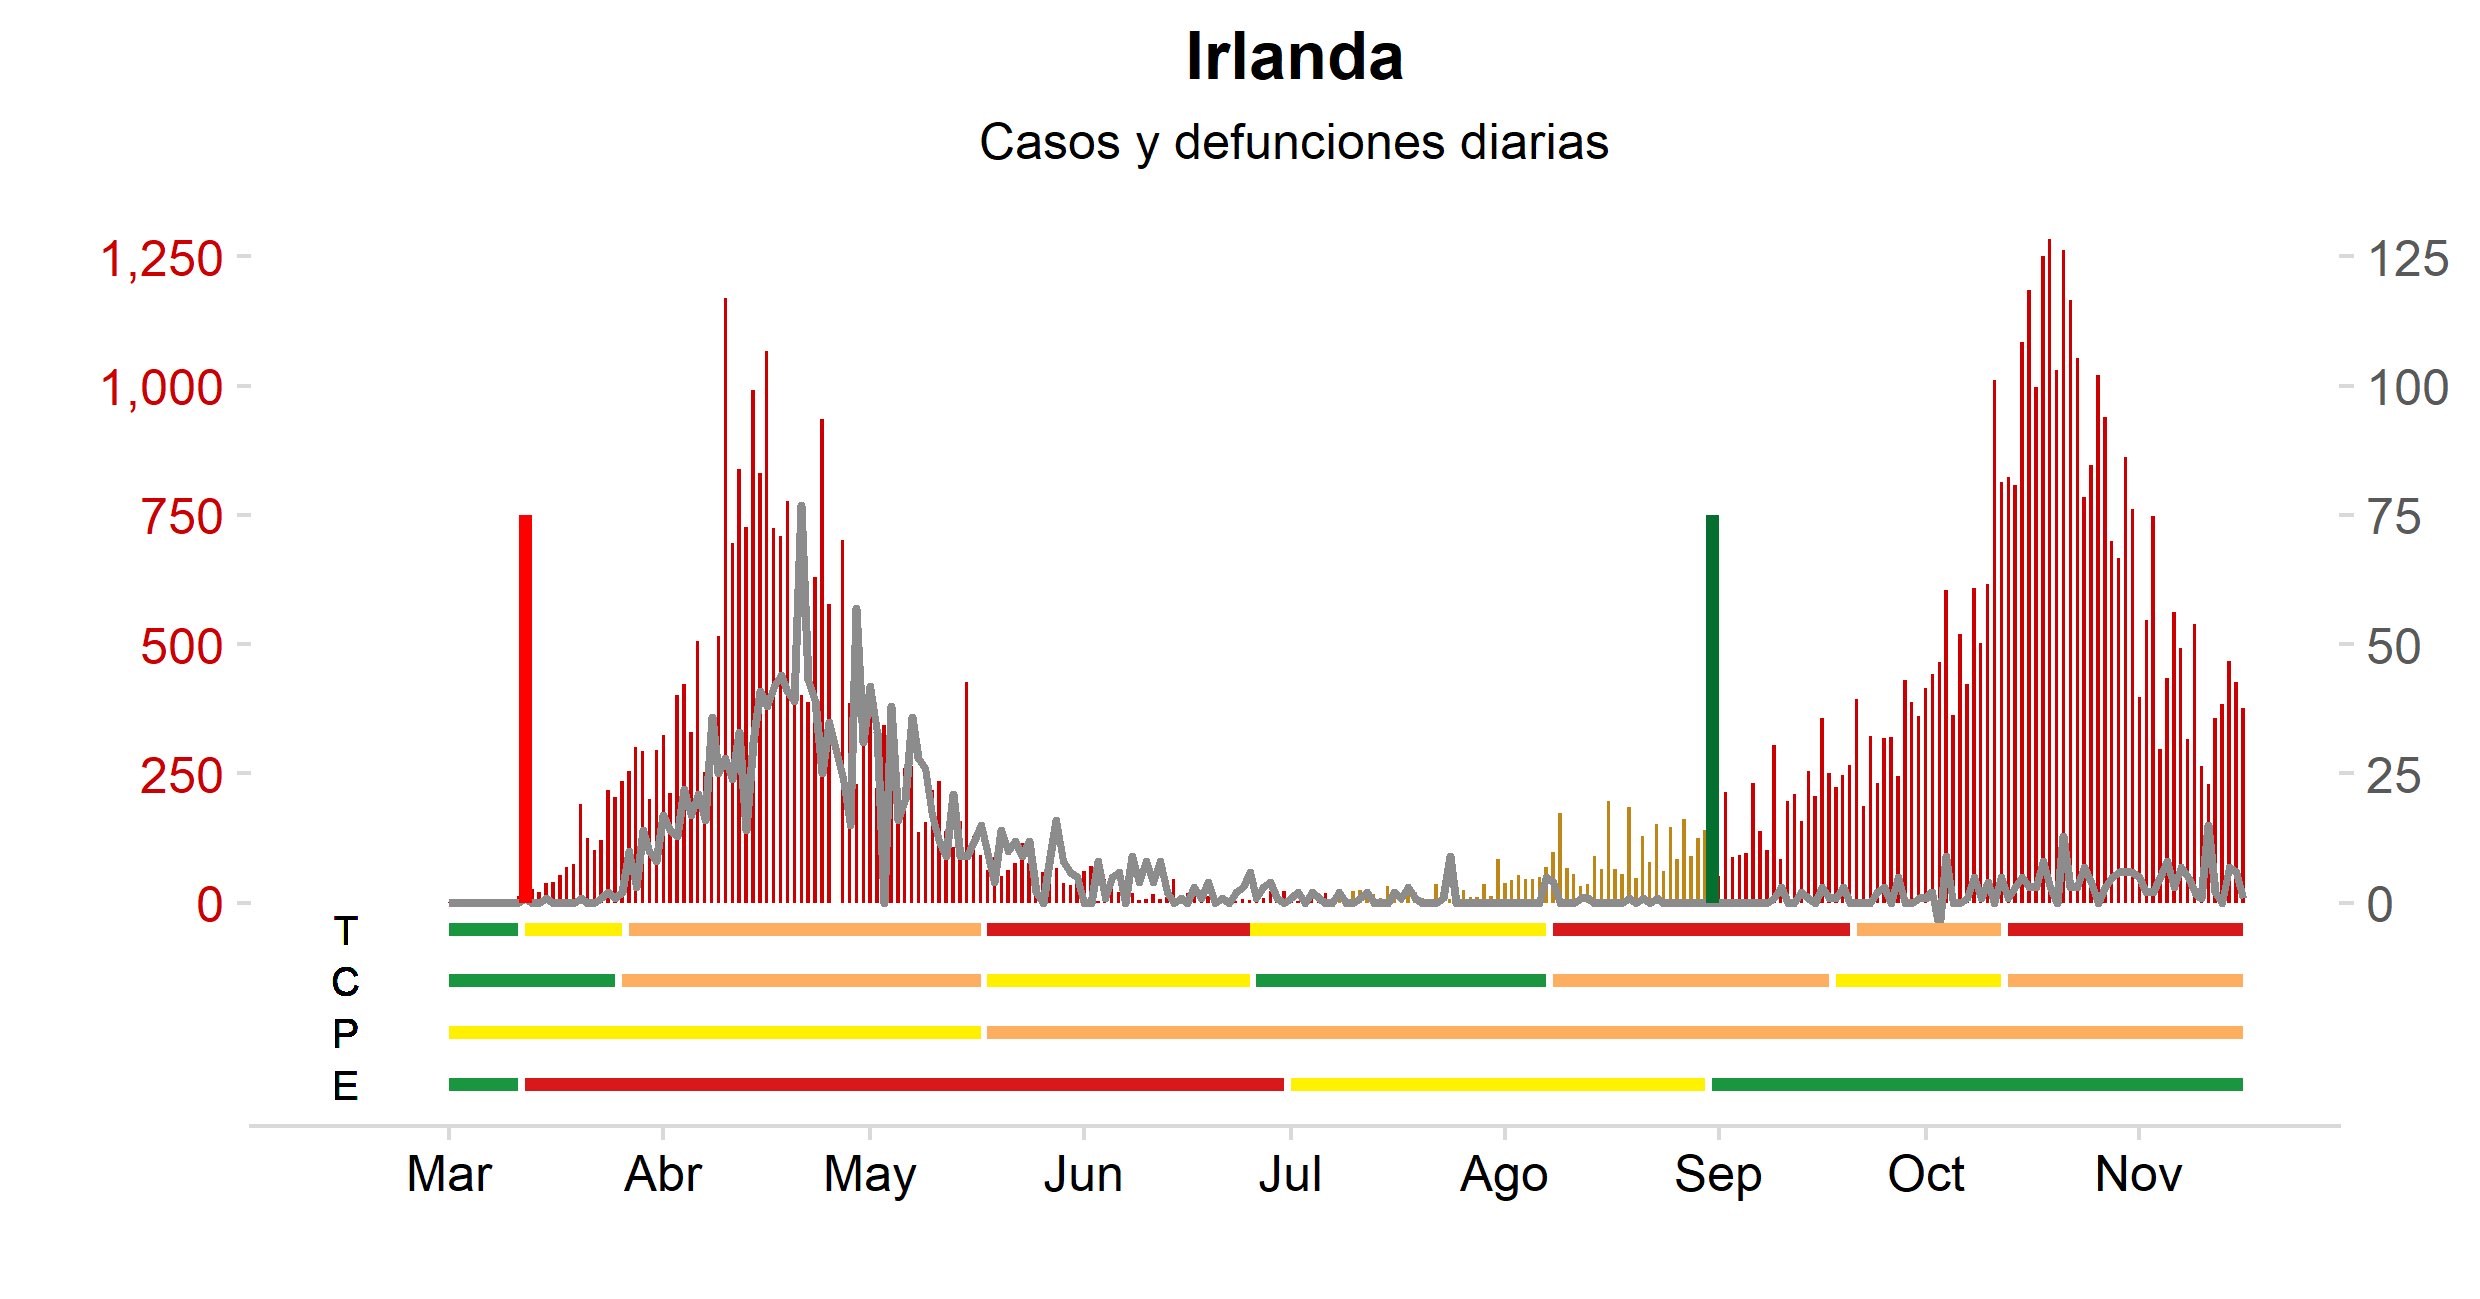 Irlanda
Casos y defunciones diarias
1,250 125
1,000 100
750 75
500 50
250 25
0 0
T
C
P
E
Mar Abr May Jun Jul Ago Sep Oct Nov